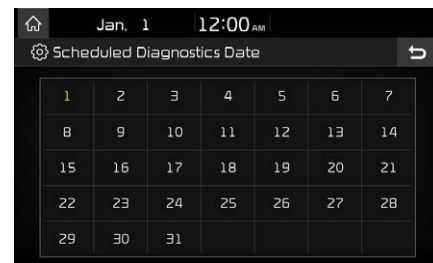 Jan. 1 12:00 AM
Scheduled Diagnostics Date
1 2 3 4 5 6 7
8 9 10 11 12 13 14
15 16 17 18 19 20 21
22 23 24 25 26 27 28
29 30 31